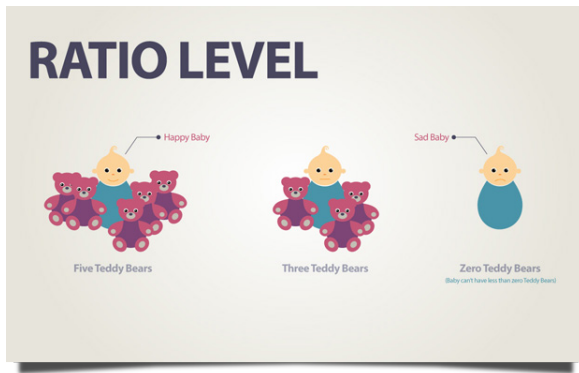 RATIO LEVEL
Happy Baby
Sad Baby
Five Teddy Bears
Three Teddy Bears
Zero Teddy Bears
(Baby can't have less than zero Teddy Bears)